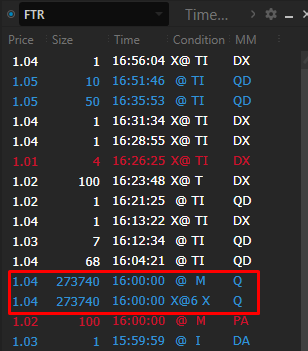 FTR Time...
Price Size Time Condition MM
1.04 1 16:56:04 X@ TI DX
1.05 10 16:51:46 @ TI QD
1.05 50 16:35:53 @ TI QD
1.04 1 16:31:34 X@ TI DX
1.04 1 16:28:55 X@ TI DX
1.01 4 16:26:25 X@ TI DX
1.02 100 16:23:48 X@ T DX
1.02 1 16:21:25 @ TI QD
1.04 1 16:13:22 X@ TI DX
1.03 7 16:12:34 @ TI QD
1.04 68 16:04:21 @ TI QD
1.04 273740 16:00:00 @ M Q
1.04 273740 16:00:00 X@6 X Q
1.02 100 16:00:00 @ M PA
1.03 1 15:59:59 @ I DA